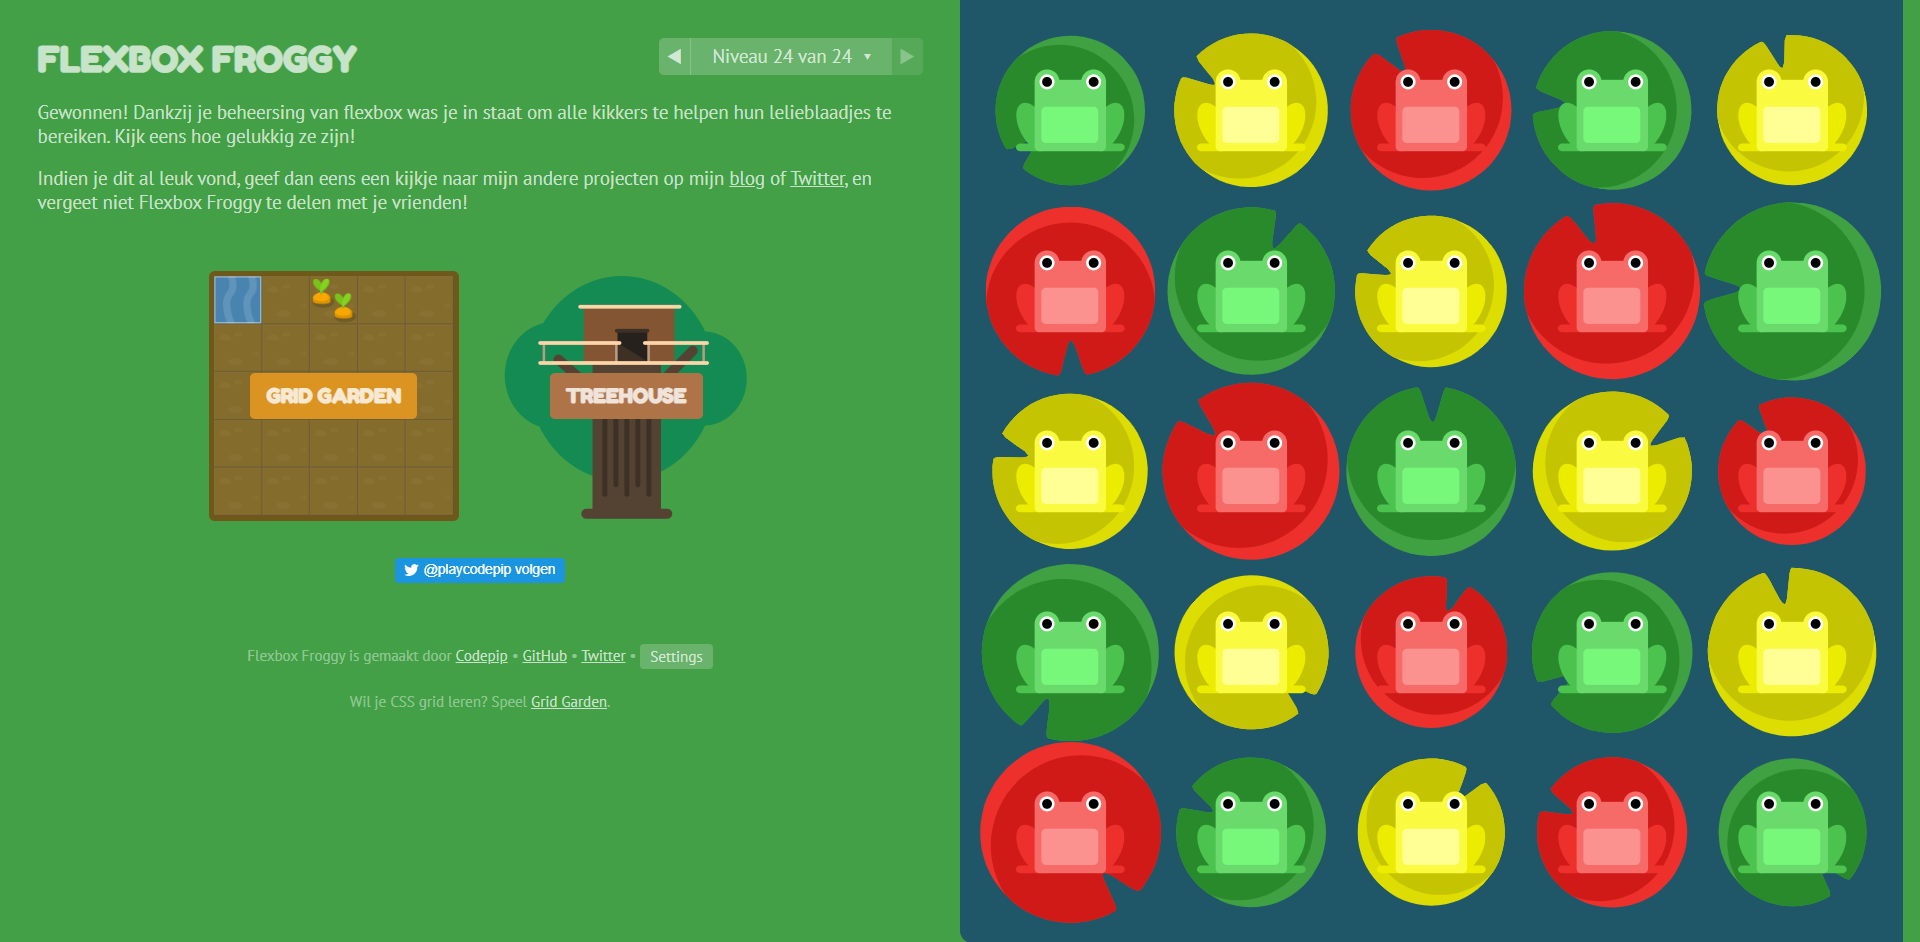 FLEXBOX FROGGY
Niveau 24 van 24
Gewonnen! Dankzij je beheersing van flexbox was je in staat om alle kikkers te helpen hun lelieblaadjes te
bereiken. Kijk eens hoe gelukkig ze zijn!
Indien je dit al leuk vond, geef dan eens een kijkje naar mijn andere projecten op mijn blog of Twitter, en
vergeet niet Flexbox Froggy te delen met je vrienden!
GRID GARDEN
TREEHOUSE
@playcodepip volgen
Flexbox Froggy is gemaakt door Codepip • GitHub • Twitter • Settings
Wil je CSS grid leren? Speel Grid Garden.